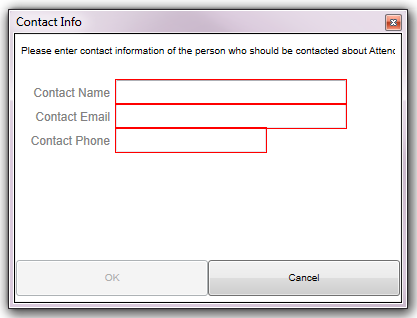 Contact Info
Please enter contact information of the person who should be contacted about Attend
Contact Name
Contact Email
Contact Phone
OK
Cancel